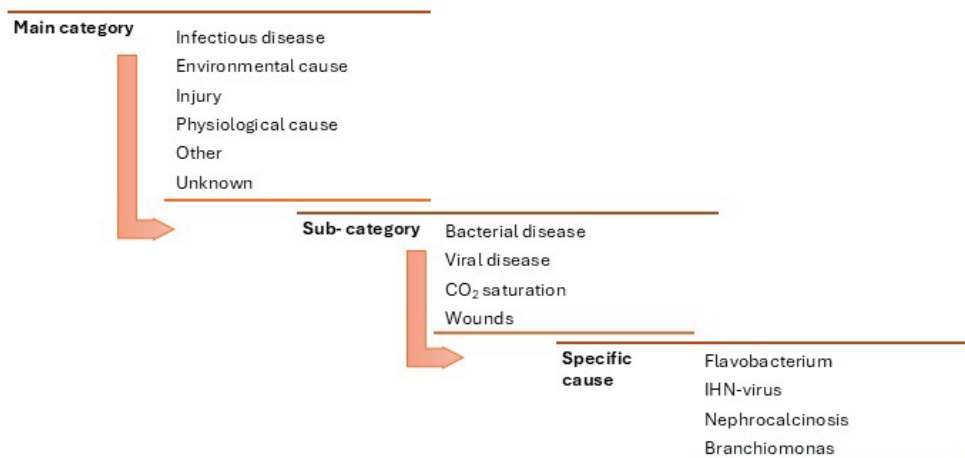 Main category
Infectious disease
Environmental cause
Injury
Physiological cause
Other
Unknown
Sub- category
Bacterial disease
Viral disease
CO₂ saturation
Wounds
Specific
cause
Flavobacterium
IHN-virus
Nephrocalcinosis
Branchiomonas